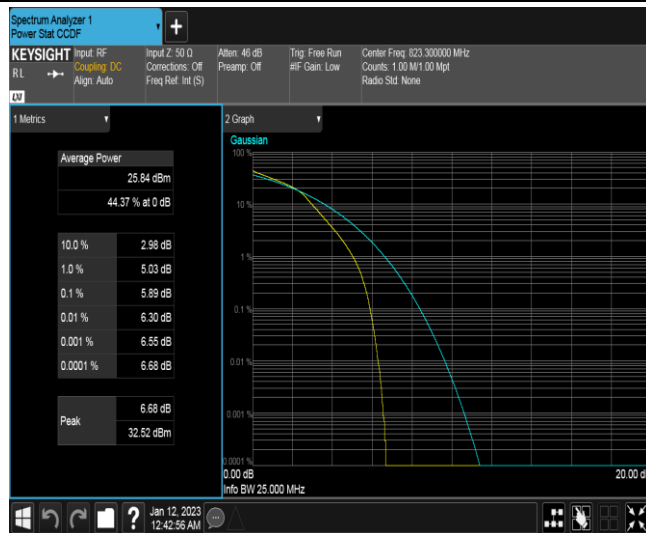 Spectrum Analyzer 1
Power Stat CCDF
+
KEYSIGHT
RL
Input: RF
Coupling: DC
Align: Auto
Input Z: 50 Ω
Corrections: Off
Freq Ref: Int (S)
Atten: 46 dB
Preamp: Off
Trig: Free Run
#IF Gain: Low
Center Freq: 823.300000 MHz
Counts: 1.00 M/1.00 Mpt
Radio Std: None
1 Metrics
Average Power
25.84 dBm
44.37 % at 0 dB
10.0 % 2.98 dB
1.0 % 5.03 dB
0.1 % 5.89 dB
0.01 % 6.30 dB
0.001 % 6.55 dB
0.0001 % 6.68 dB
Peak
6.68 dB
32.52 dBm
2 Graph
Gaussian
100 %
10 %
1 %
0.1 %
0.01 %
0.001 %
0.0001 %
0.00 dB
20.00 d
Info BW 25.000 MHz
?
Jan 12, 2023
12:42:56 AM